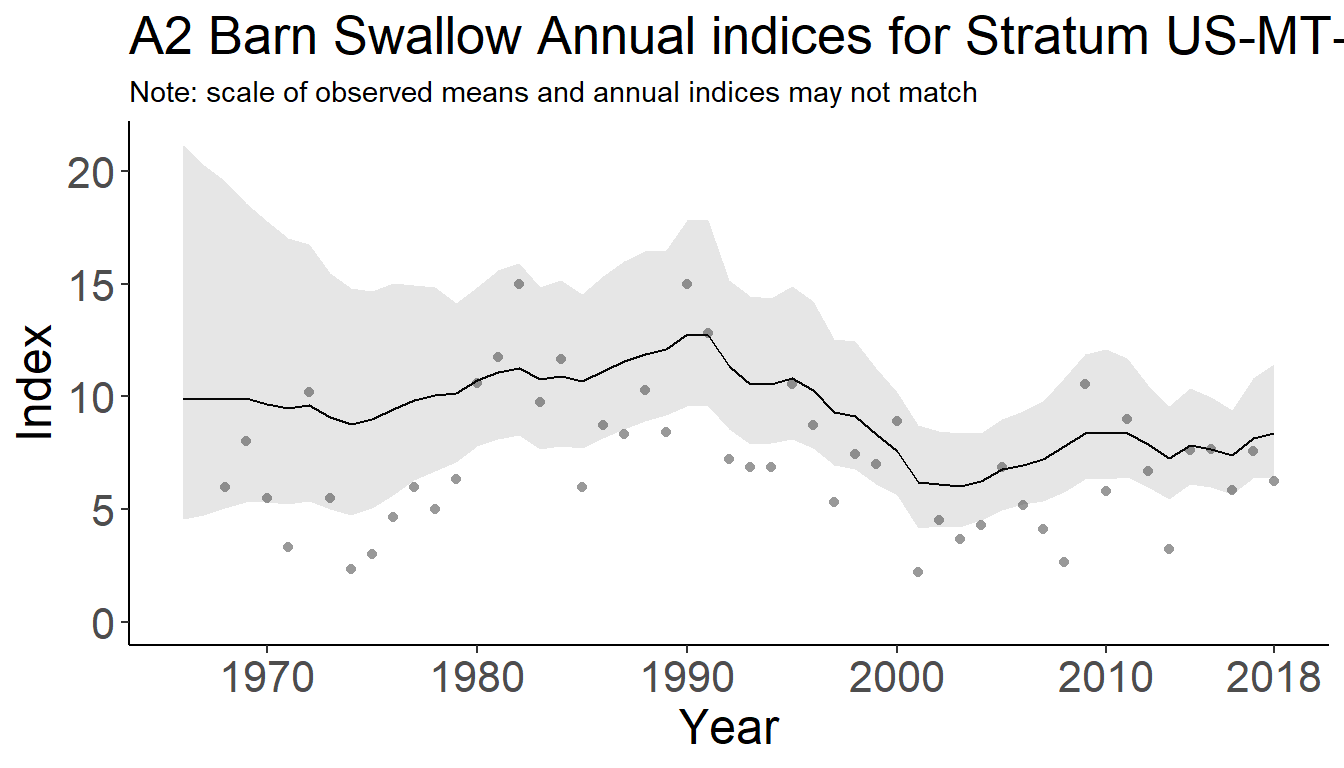 A2 Barn Swallow Annual indices for Stratum US-MT-
Note: scale of observed means and annual indices may not match
20
15
10
5
0
Index
1970 1980 1990 2000 2010 2018
Year